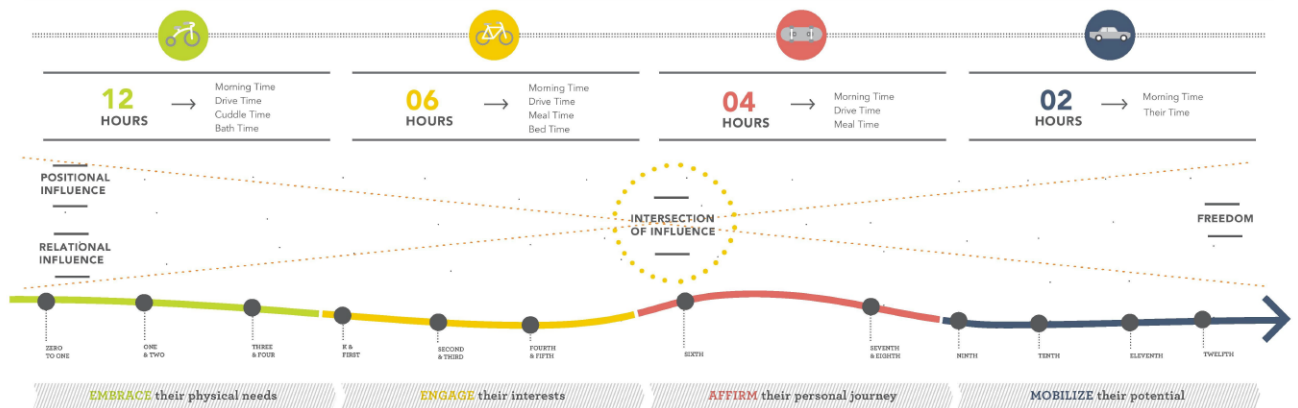 12
HOURS
Morning Time
Drive Time
Cuddle Time
Bath Time
06
HOURS
Morning Time
Drive Time
Meal Time
Bed Time
04
HOURS
Morning Time
Drive Time
Meal Time
02
HOURS
Morning Time
Their Time
POSITIONAL
INFLUENCE
RELATIONAL
INFLUENCE
INTERSECTION
OF INFLUENCE
FREEDOM
ZERO
TO ONE
ONE
& TWO
THREE
& FOUR
K &
FIRST
SECOND
& THIRD
FOURTH
& FIFTH
SIXTH
SEVENTH
& EIGHTH
NINTH
TENTH
ELEVENTH
TWELFTH
EMBRACE their physical needs
ENGAGE their interests
AFFIRM their personal journey
MOBILIZE their potential